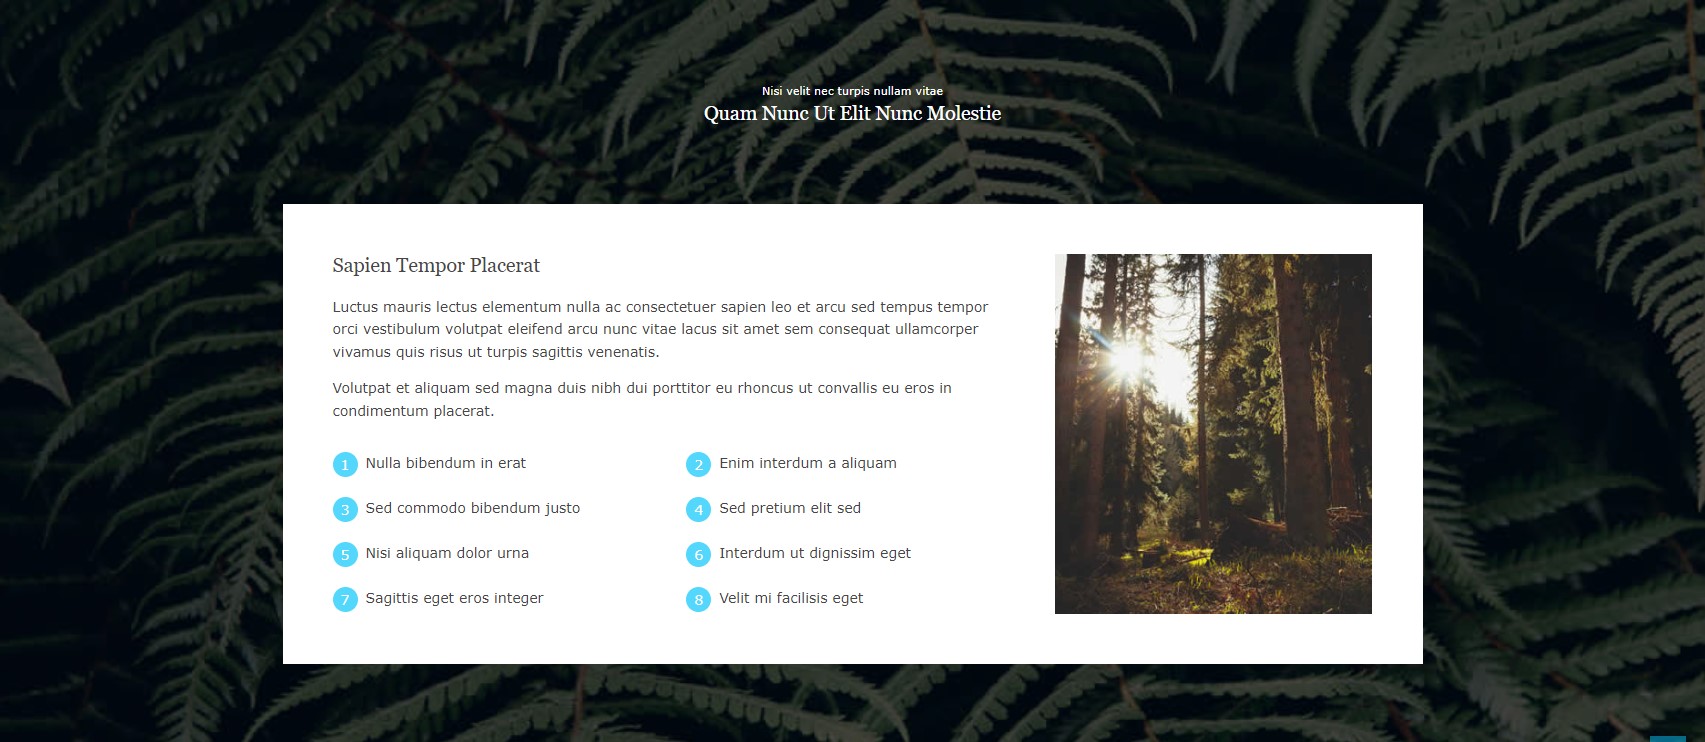 Nisi velit nec turpis nullam vitae
Quam Nunc Ut Elit Nunc Molestie
Sapien Tempor Placerat
Luctus mauris lectus elementum nulla ac consectetuer sapien leo et arcu sed tempus tempor
orci vestibulum volutpat eleifend arcu nunc vitae lacus sit amet sem consequat ullamcorper
vivamus quis risus ut turpis sagittis venenatis.
Volutpat et aliquam sed magna duis nibh dui porttitor eu rhoncus ut convallis eu eros in
condimentum placerat.
1 Nulla bibendum in erat
2 Enim interdum a aliquam
3 Sed commodo bibendum justo
4 Sed pretium elit sed
5 Nisi aliquam dolor urna
6 Interdum ut dignissim eget
7 Sagittis eget eros integer
8 Velit mi facilisis eget